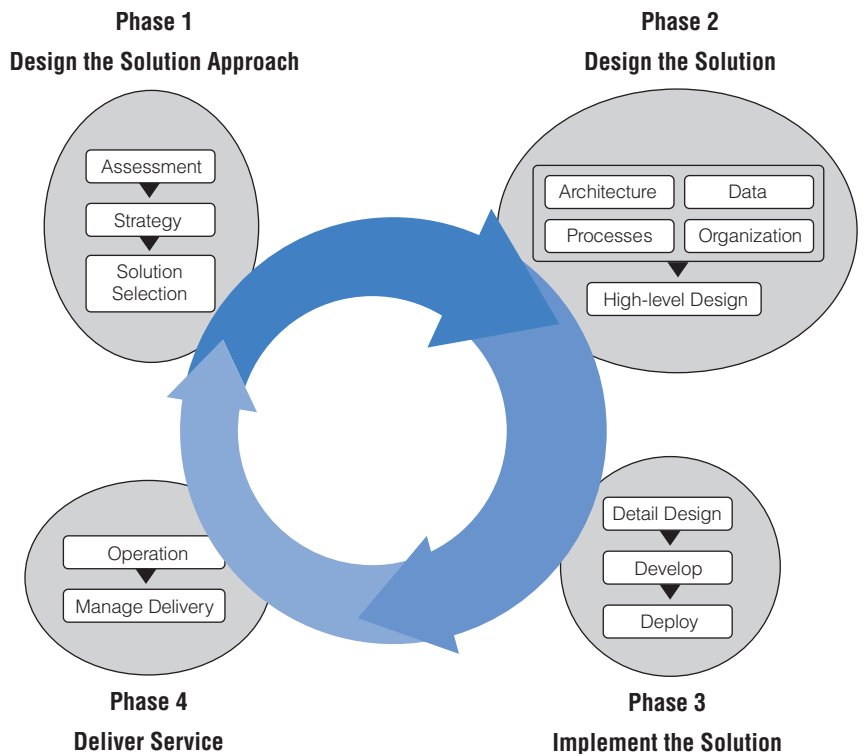 Phase 1
Design the Solution Approach
Assessment
Strategy
Solution
Selection
Phase 2
Design the Solution
Architecture
Data
Processes
Organization
High-level Design
Detail Design
Develop
Deploy
Phase 3
Implement the Solution
Operation
Manage Delivery
Phase 4
Deliver Service